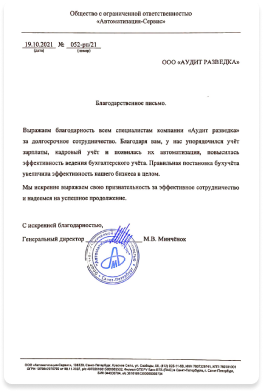 Общество с ограниченной ответственностью
«Автоматизация-Сервис»
19.10.2021 № 052-рп/21
(дата) (номер)
ООО «АУДИТ РАЗВЕДКА»
Благодарственное письмо.
Выражаем благодарность всем специалистам компании «Аудит разведка»
за долгосрочное сотрудничество. Благодаря вам, у нас упорядочился учёт
зарплаты, кадровый учёт и появилась их автоматизация, повысилась
эффективность ведения бухгалтерского учёта. Правильная постановка бухучёта
увеличила эффективность нашего бизнеса в целом.
Мы искренни выражаем свою признательность за эффективное сотрудничество
и надеемся на успешное продолжение.
С искренней благодарностью,
Генеральный директор М.В. Минчёнок